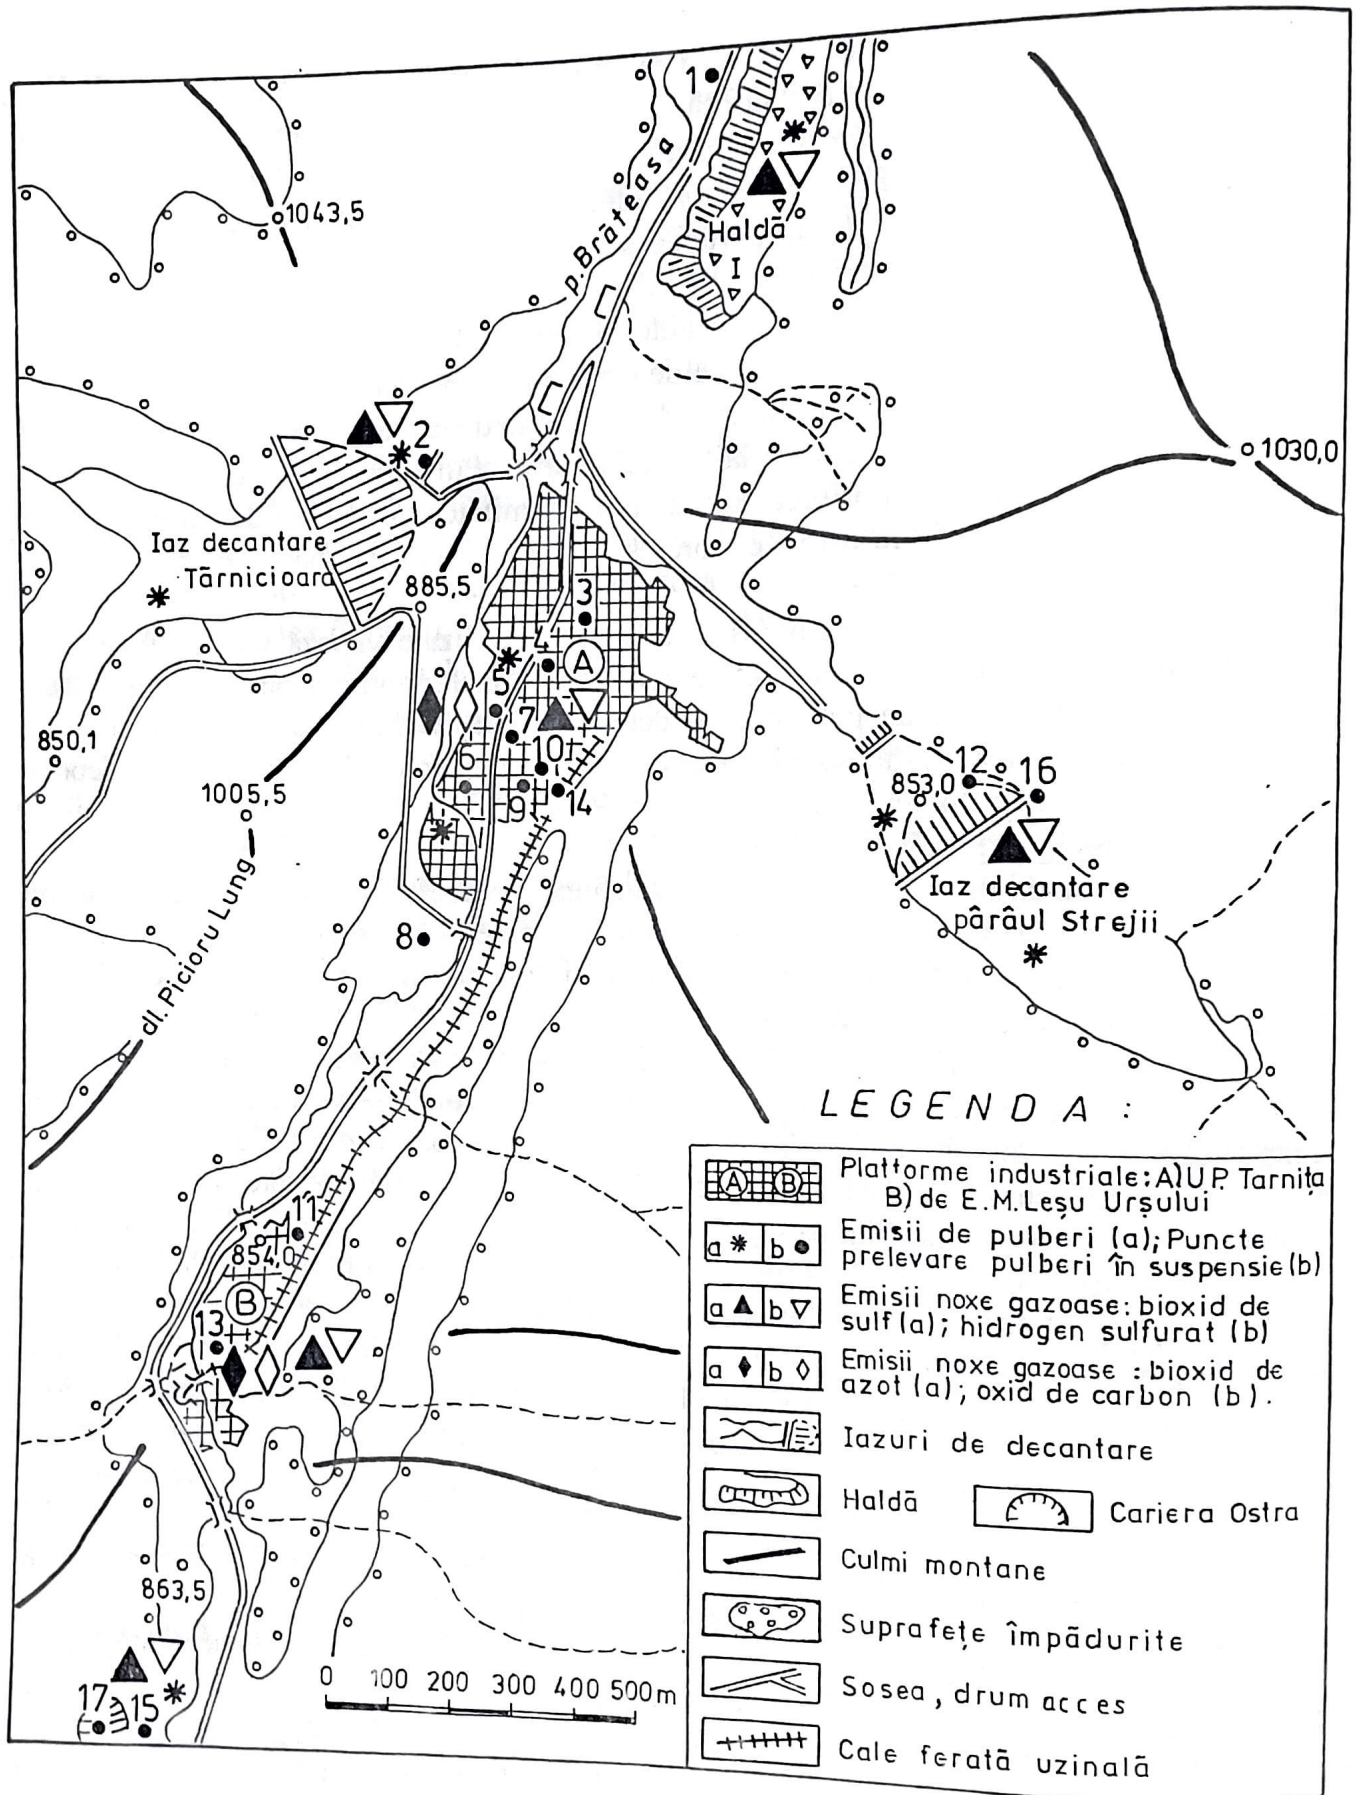 1
1043,5
p. Brăteasa
Haldă
I
2
1030,0
Iaz decantare
Tărnicioara
885,5
3
4
A
5
7
850,1
6
10
12
16
1005,5
853,0
9
14
Iaz decantare
pârâul Strejii
8
dl. Picioru Lung
LEGENDA :
A B Platforme industriale: A) U.P. Tarnița
B) de E.M. Leșu Ursului
a b Emisii de pulberi (a); Puncte
prelevare pulberi în suspensie (b)
a b Emisii noxe gazoase: bioxid de
sulf (a); hidrogen sulfurat (b)
a b Emisii noxe gazoase : bioxid de
azot (a); oxid de carbon (b).
Iazuri de decantare
Haldă Cariera Ostra
Culmi montane
Suprafețe împădurite
Sosea, drum acces
Cale ferată uzinală
11
854,0
B
13
863,5
0 100 200 300 400 500 m
17 15